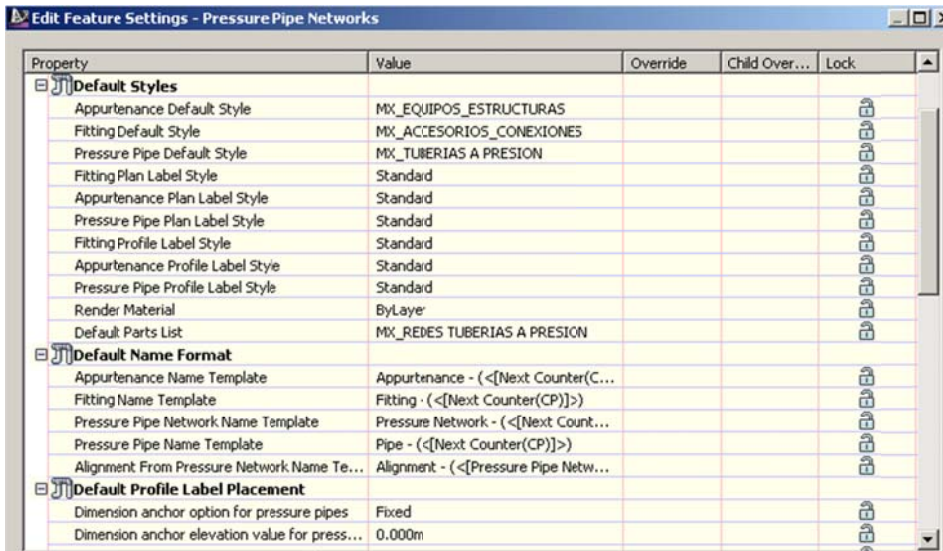 Edit Feature Settings - Pressure Pipe Networks
Property Value Override Child Over... Lock
Default Styles
Appurtenance Default Style MX_EQUIPOS_ESTRUCTURAS
Fitting Default Style MX_ACCESORIOS_CONEXIONES
Pressure Pipe Default Style MX_TUBERIAS A PRESION
Fitting Plan Label Style Standard
Appurtenance Plan Label Style Standard
Pressure Pipe Plan Label Style Standard
Fitting Profile Label Style Standard
Appurtenance Profile Label Style Standard
Pressure Pipe Profile Label Style Standard
Render Material ByLayer
Default Parts List MX_REDES TUBERIAS A PRESION
Default Name Format
Appurtenance Name Template Appurtenance - (<[Next Counter(C...
Fitting Name Template Fitting - (<[Next Counter(CP)]>)
Pressure Pipe Network Name Template Pressure Network - (<[Next Count...
Pressure Pipe Name Template Pipe - (<[Next Counter(CP)]>)
Alignment From Pressure Network Name Te... Alignment - (<[Pressure Pipe Netw...
Default Profile Label Placement
Dimension anchor option for pressure pipes Fixed
Dimension anchor elevation value for press... 0.000m